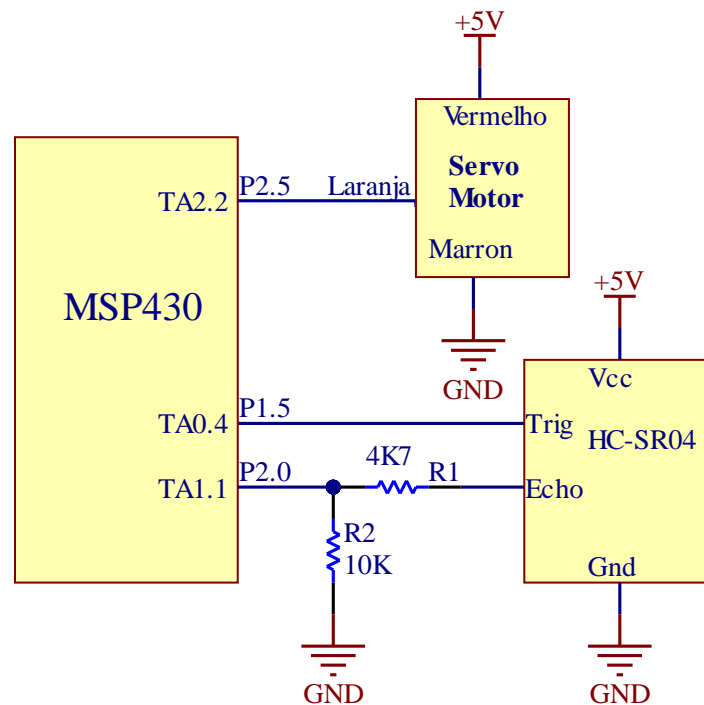 +5V
Vermelho
Servo
Motor
Marron
GND
MSP430
TA2.2
P2.5
Laranja
TA0.4
P1.5
TA1.1
P2.0
4K7
R1
R2
10K
GND
+5V
Vcc
Trig
HC-SR04
Echo
Gnd
GND